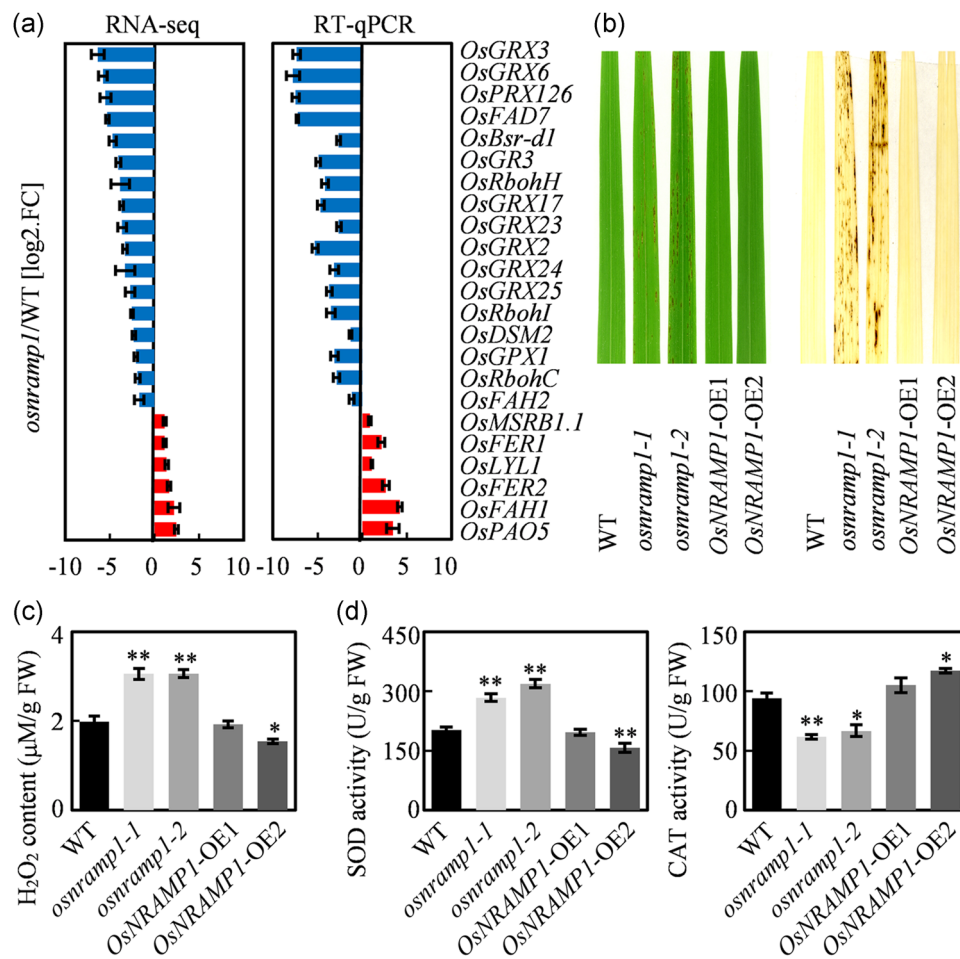 (a)
RNA-seq
RT-qPCR
osnramp1/WT [log2.FC]
OsGRX3
OsGRX6
OsPRX126
OsFAD7
OsBsr-d1
OsGR3
OsRbohH
OsGRX17
OsGRX23
OsGRX2
OsGRX24
OsGRX25
OsRbohI
OsDSM2
OsGPX1
OsRbohC
OsFAH2
OsMSRB1.1
OsFER1
OsLYL1
OsFER2
OsFAH1
OsPAO5
-10 -5 0 5 10
-10 -5 0 5 10
(b)
WT
osnramp1-1
osnramp1-2
OsNRAMP1-OE1
OsNRAMP1-OE2
WT
osnramp1-1
osnramp1-2
OsNRAMP1-OE1
OsNRAMP1-OE2
(c)
H₂O₂ content (μM/g FW)
4
2
0
** ** *
WT
osnramp1-1
osnramp1-2
OsNRAMP1-OE1
OsNRAMP1-OE2
(d)
SOD activity (U/g FW)
450
300
150
0
** ** **
WT
osnramp1-1
osnramp1-2
OsNRAMP1-OE1
OsNRAMP1-OE2
CAT activity (U/g FW)
150
100
50
0
** * *
WT
osnramp1-1
osnramp1-2
OsNRAMP1-OE1
OsNRAMP1-OE2